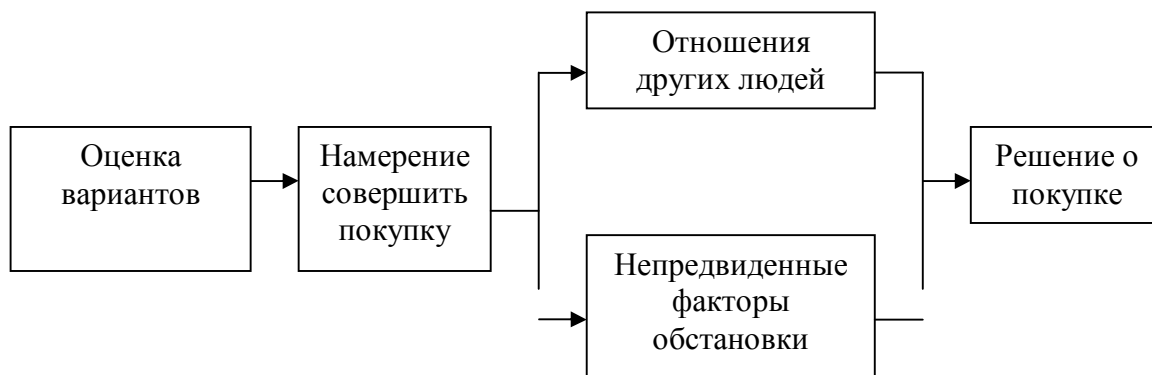 Оценка
вариантов
Намерение
совершить
покупку
Отношения
других людей
Непредвиденные
факторы
обстановки
Решение о
покупке